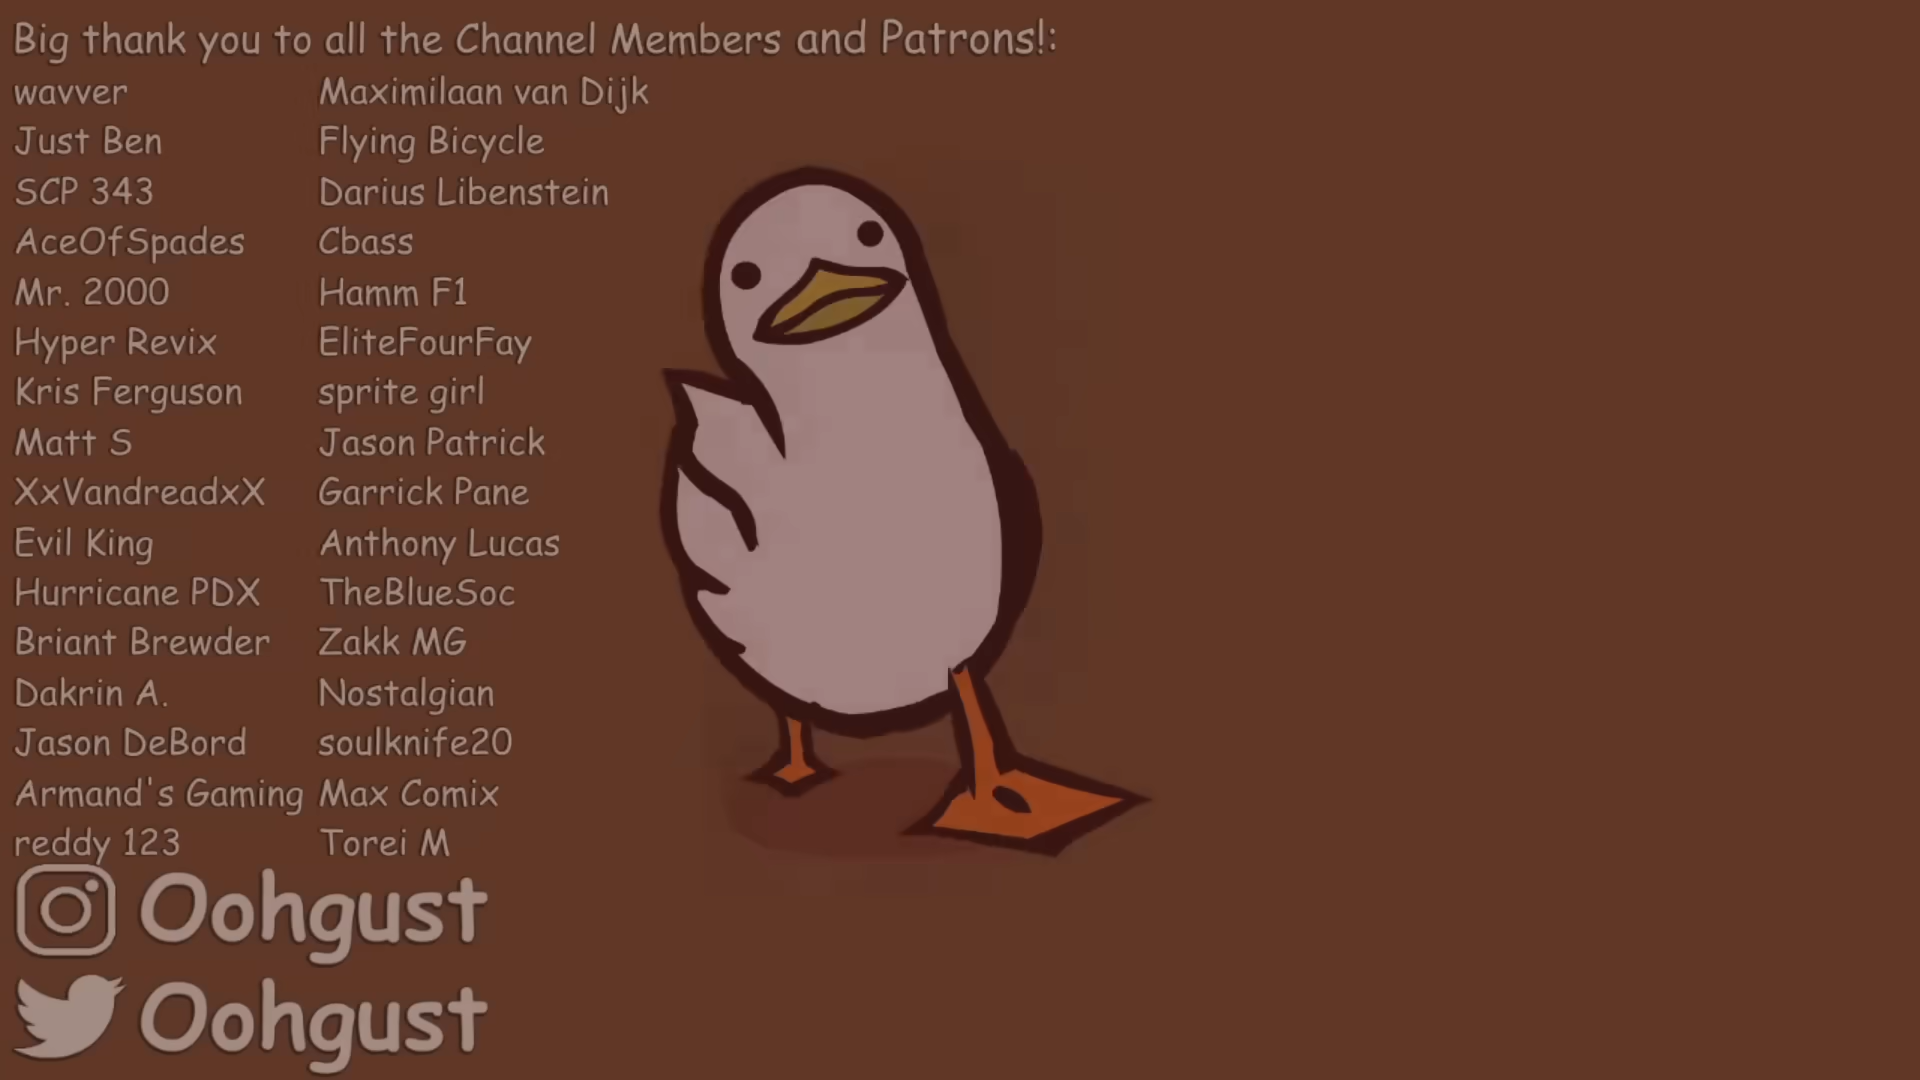 Big thank you to all the Channel Members and Patrons!:
wavver
Just Ben
SCP 343
AceOfSpades
Mr. 2000
Hyper Revix
Kris Ferguson
Matt S
XxVandreadxX
Evil King
Hurricane PDX
Briant Brewder
Dakrin A.
Jason DeBord
Armand's Gaming
reddy 123
Maximilaan van Dijk
Flying Bicycle
Darius Libenstein
Cbass
Hamm F1
EliteFourFay
sprite girl
Jason Patrick
Garrick Pane
Anthony Lucas
TheBlueSoc
Zakk MG
Nostalgian
soulknife20
Max Comix
Torei M
Oohgust
Oohgust